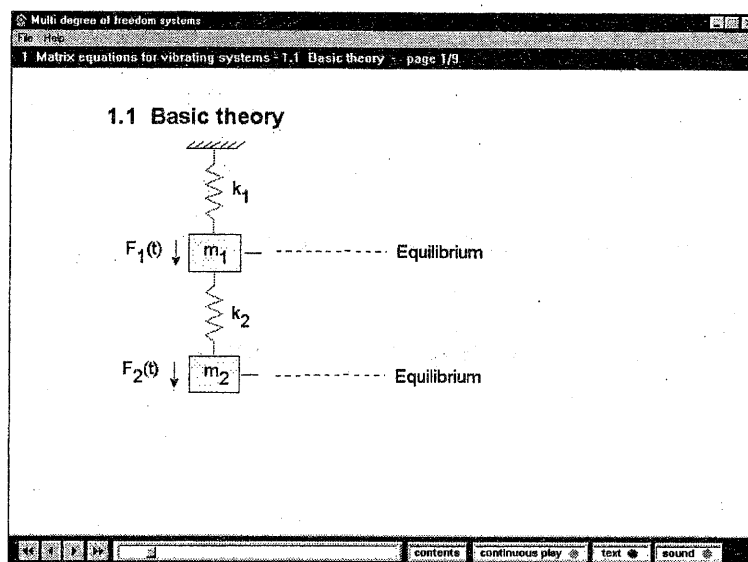 Multi degree of freedom systems
File Help
1 Matrix equations for vibrating systems - 1.1 Basic theory - page 1/9
1.1 Basic theory
k1
F1(t)
m1
Equilibrium
k2
F2(t)
m2
Equilibrium
contents continuous play text sound